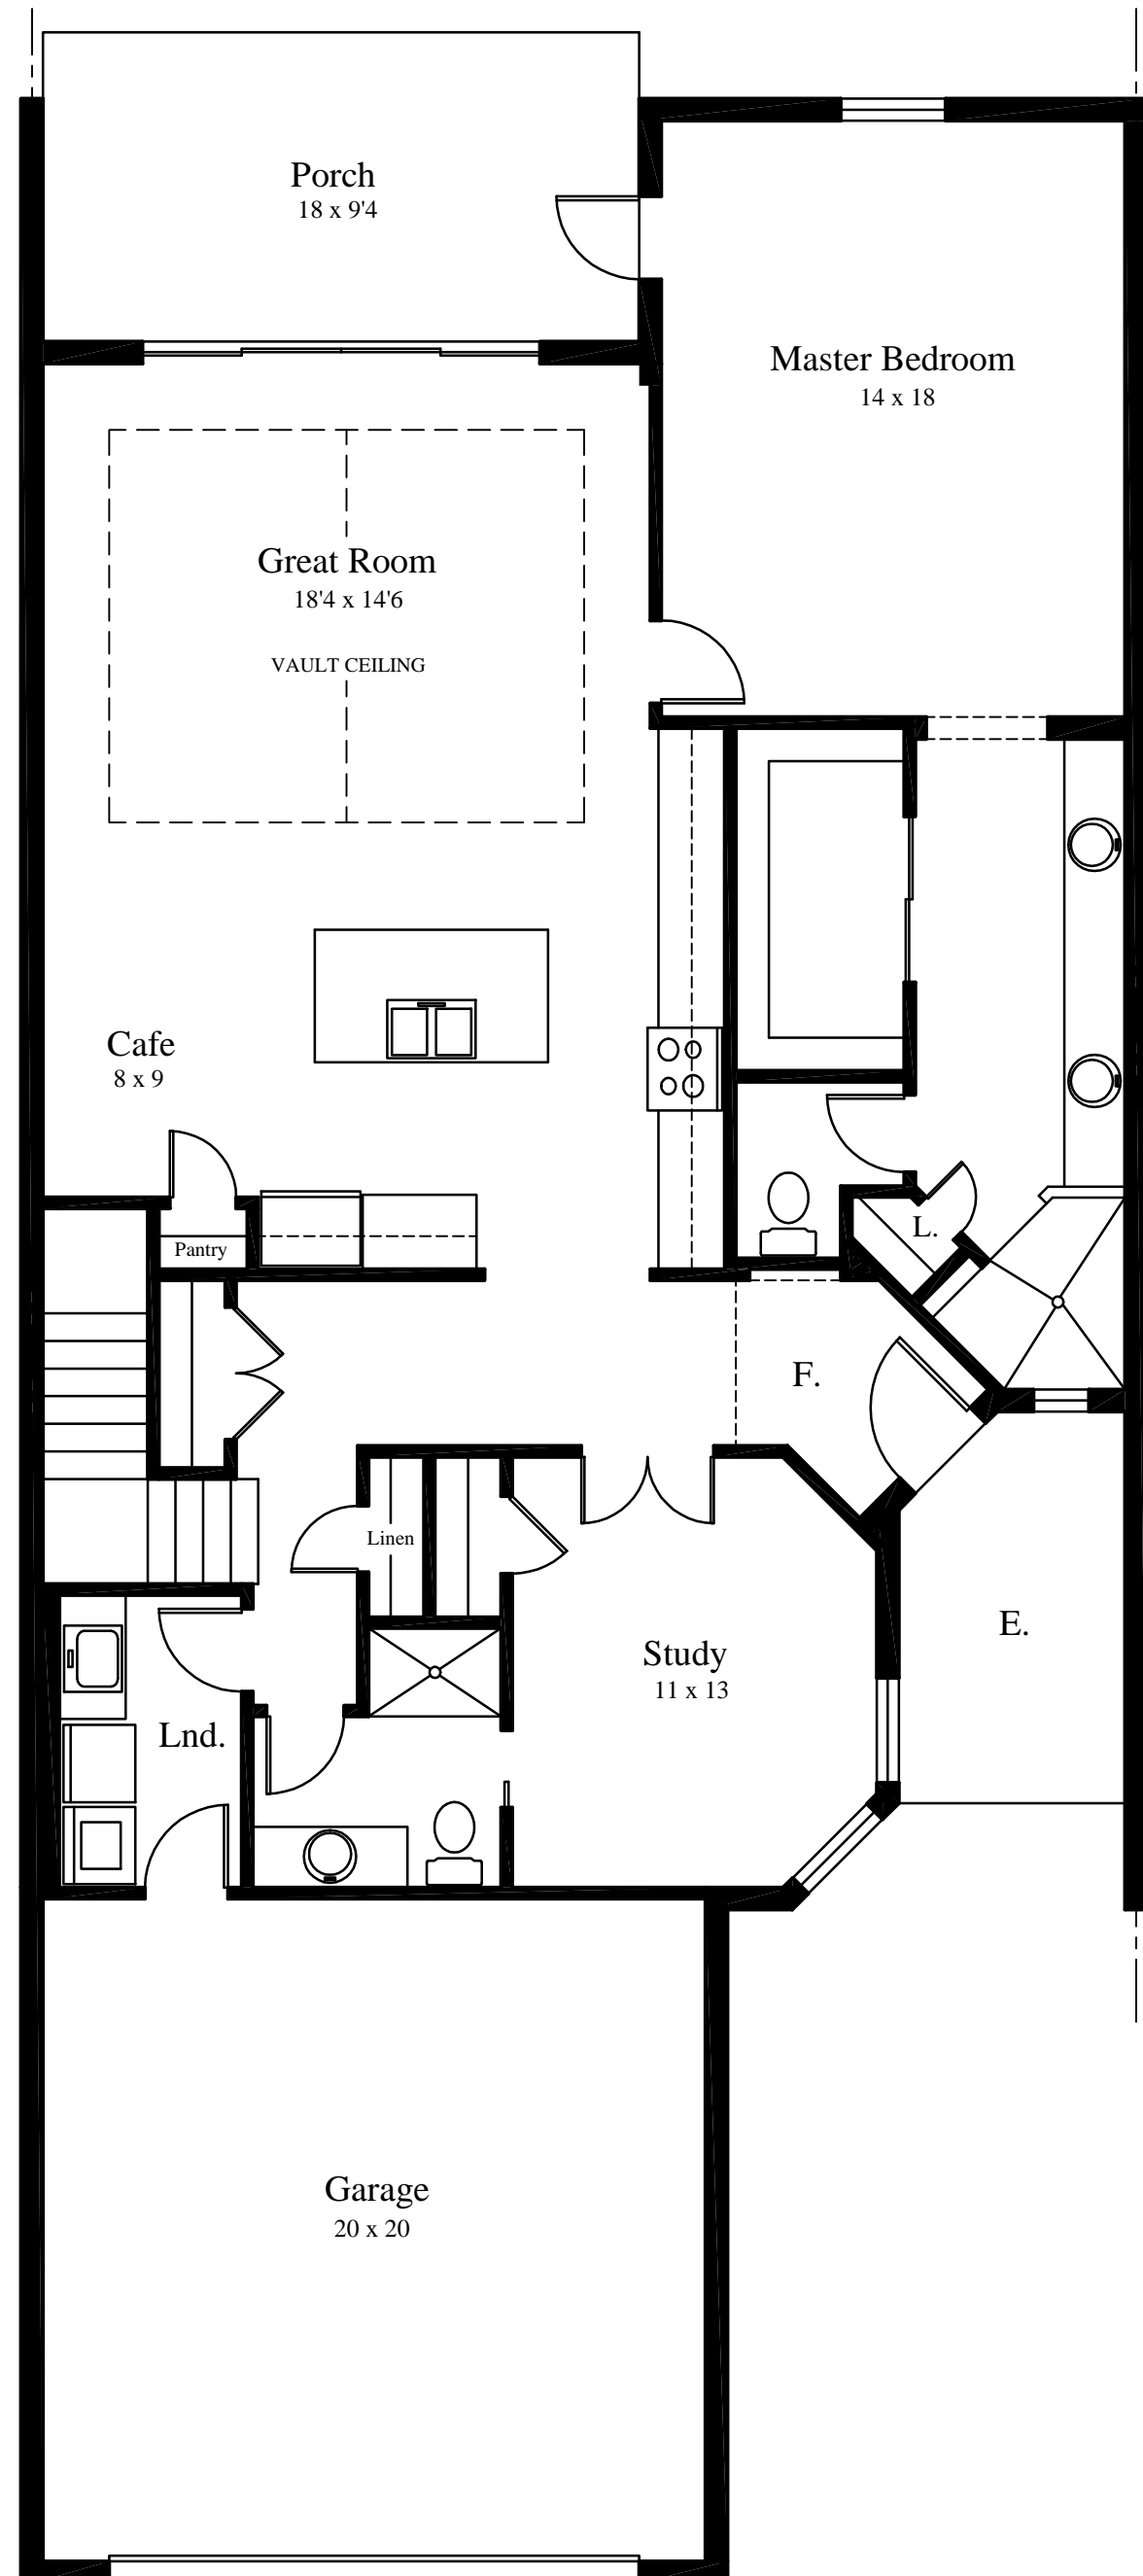 Porch
18 x 9'4
Master Bedroom
14 x 18
Great Room
18'4 x 14'6
VAULT CEILING
Cafe
8 x 9
Pantry
L.
F.
Linen
E.
Study
11 x 13
Lnd.
Garage
20 x 20